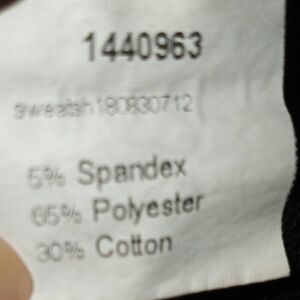 1440963
sweatsh180830712
5% Spandex
65% Polyester
30% Cotton